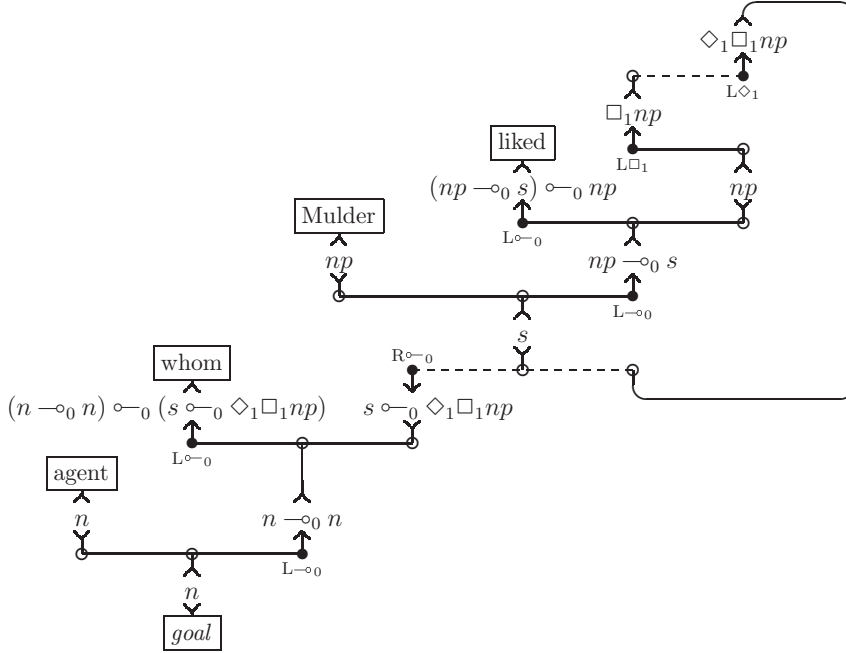 ◇₁□₁np
L◇₁
□₁np
liked
L□₁
(np ⊸₀ s) ⟜₀ np
np
Mulder
L⟜₀
np
np ⊸₀ s
L⊸₀
s
whom
R⟜₀
(n ⊸₀ n) ⟜₀ (s ⟜₀ ◇₁□₁np)
s ⟜₀ ◇₁□₁np
agent
L⟜₀
n
n ⊸₀ n
L⊸₀
n
goal